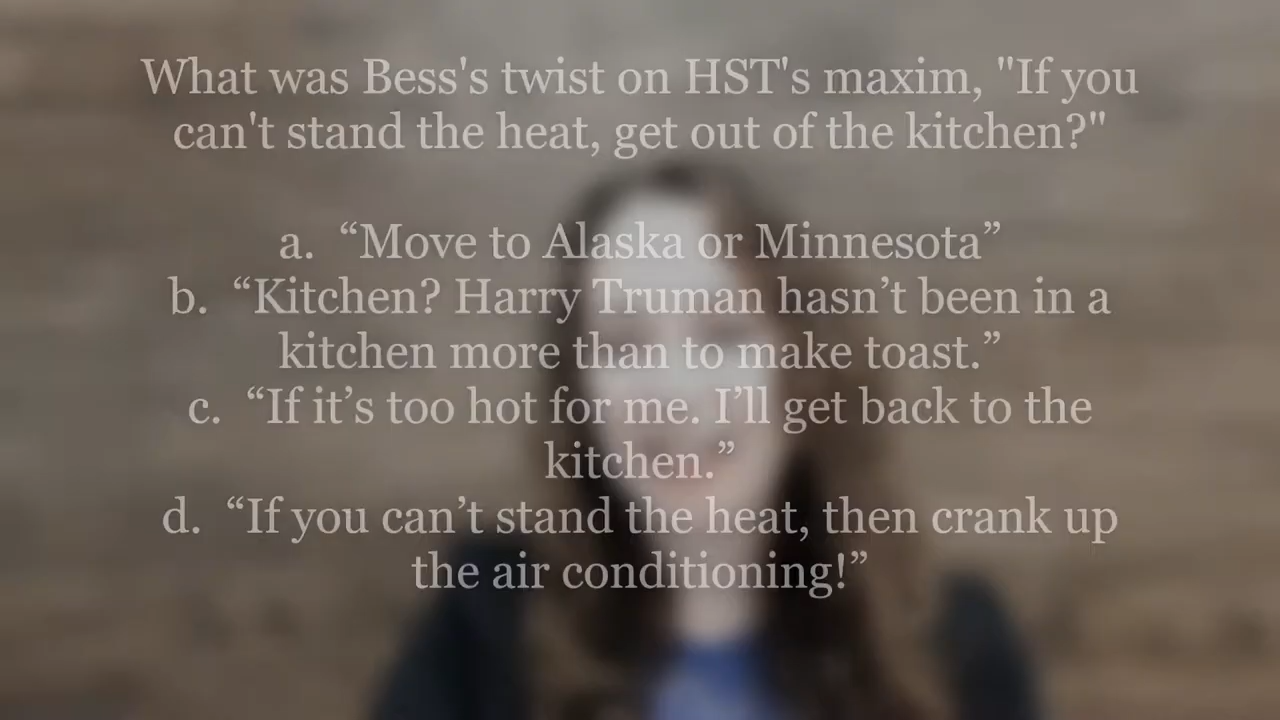 What was Bess's twist on HST's maxim, "If you
can't stand the heat, get out of the kitchen?"
a. “Move to Alaska or Minnesota”
b. “Kitchen? Harry Truman hasn’t been in a
kitchen more than to make toast.”
c. “If it’s too hot for me. I’ll get back to the
kitchen.”
d. “If you can’t stand the heat, then crank up
the air conditioning!”